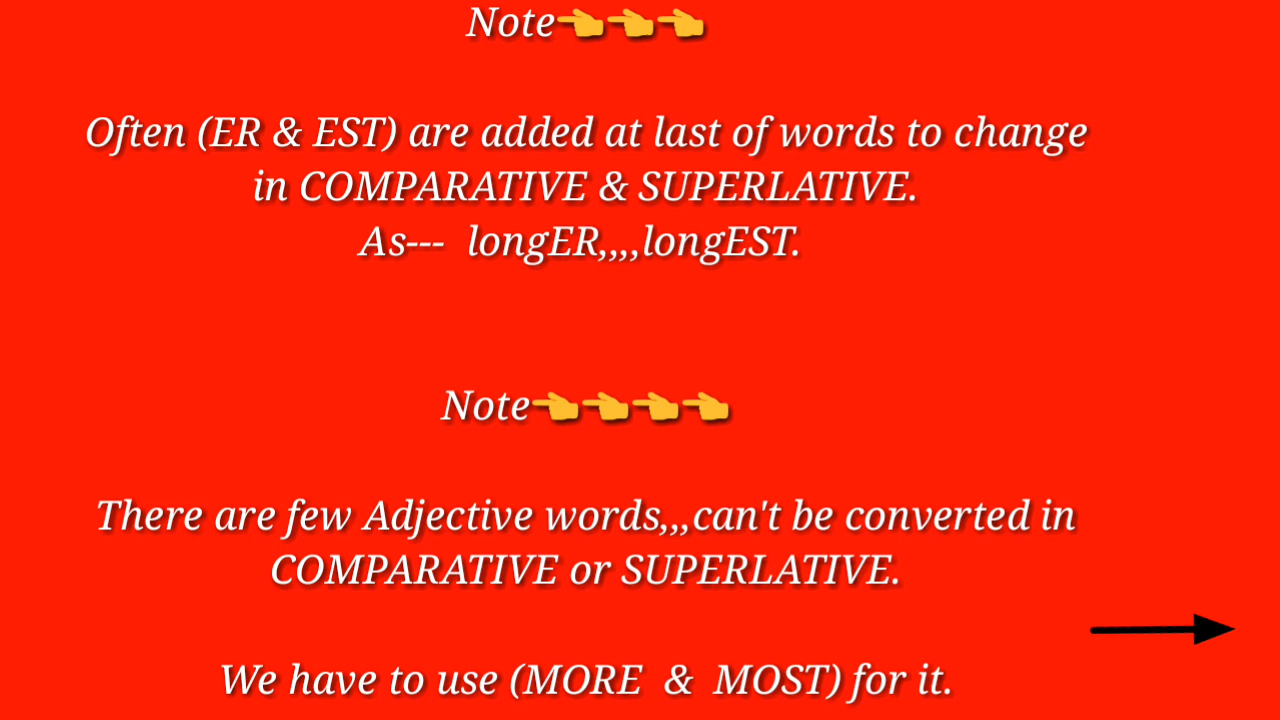 Note👈👈👈
Often (ER & EST) are added at last of words to change
in COMPARATIVE & SUPERLATIVE.
As--- longER,,,,longEST.
Note👈👈👈👈
There are few Adjective words,,,can't be converted in
COMPARATIVE or SUPERLATIVE.
We have to use (MORE & MOST) for it.